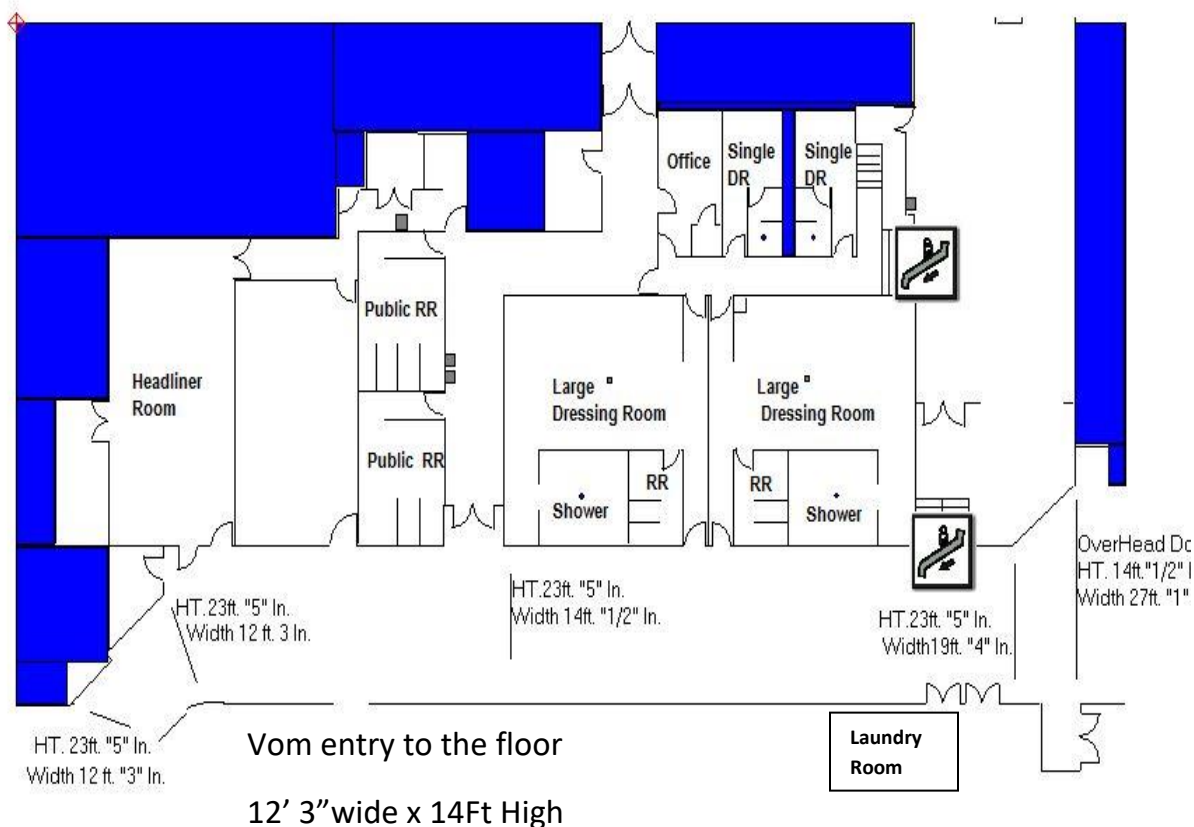 Office
Single
DR
Single
DR
Public RR
Headliner
Room
Large
Dressing Room
Large
Dressing Room
Public RR
RR
RR
Shower
Shower
HT.23ft. "5" In.
Width 12 ft. 3 In.
HT.23ft. "5" In.
Width 14ft. "1/2" In.
HT.23ft. "5" In.
Width19ft. "4" In.
OverHead Do
HT. 14ft."1/2" I
Width 27ft. "1"
HT. 23ft. "5" In.
Width 12 ft. "3" In.
Vom entry to the floor
12’ 3”wide x 14Ft High
Laundry
Room